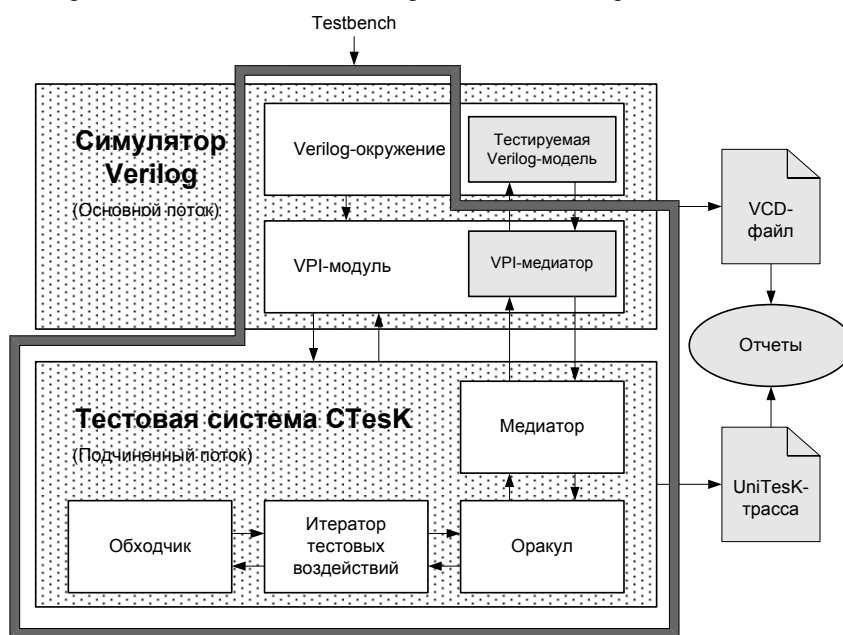 Testbench
Симулятор
Verilog
(Основной поток)
Verilog-окружение
Тестируемая
Verilog-модель
VPI-модуль
VPI-медиатор
VCD-
файл
Отчеты
Тестовая система CTesK
(Подчиненный поток)
Медиатор
UniTesK-
трасса
Обходчик
Итератор
тестовых
воздействий
Оракул